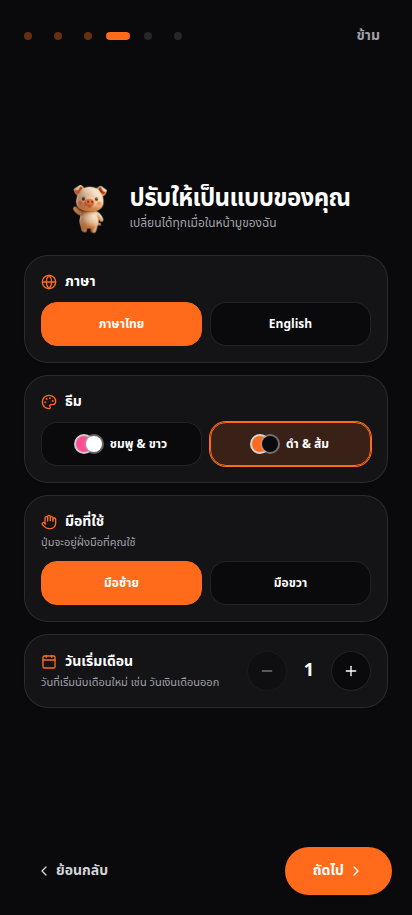 ข้าม
ปรับให้เป็นแบบของคุณ
เปลี่ยนได้ทุกเมื่อในหน้ามูของฉัน
ภาษา
ภาษาไทย
English
ธีม
ชมพู & ขาว
ดำ & ส้ม
มือที่ใช้
ปุ่มจะอยู่ฝั่งมือที่คุณใช้
มือซ้าย
มือขวา
วันเริ่มเดือน
วันที่เริ่มนับเดือนใหม่ เช่น วันเงินเดือนออก
1
ย้อนกลับ
ถัดไป